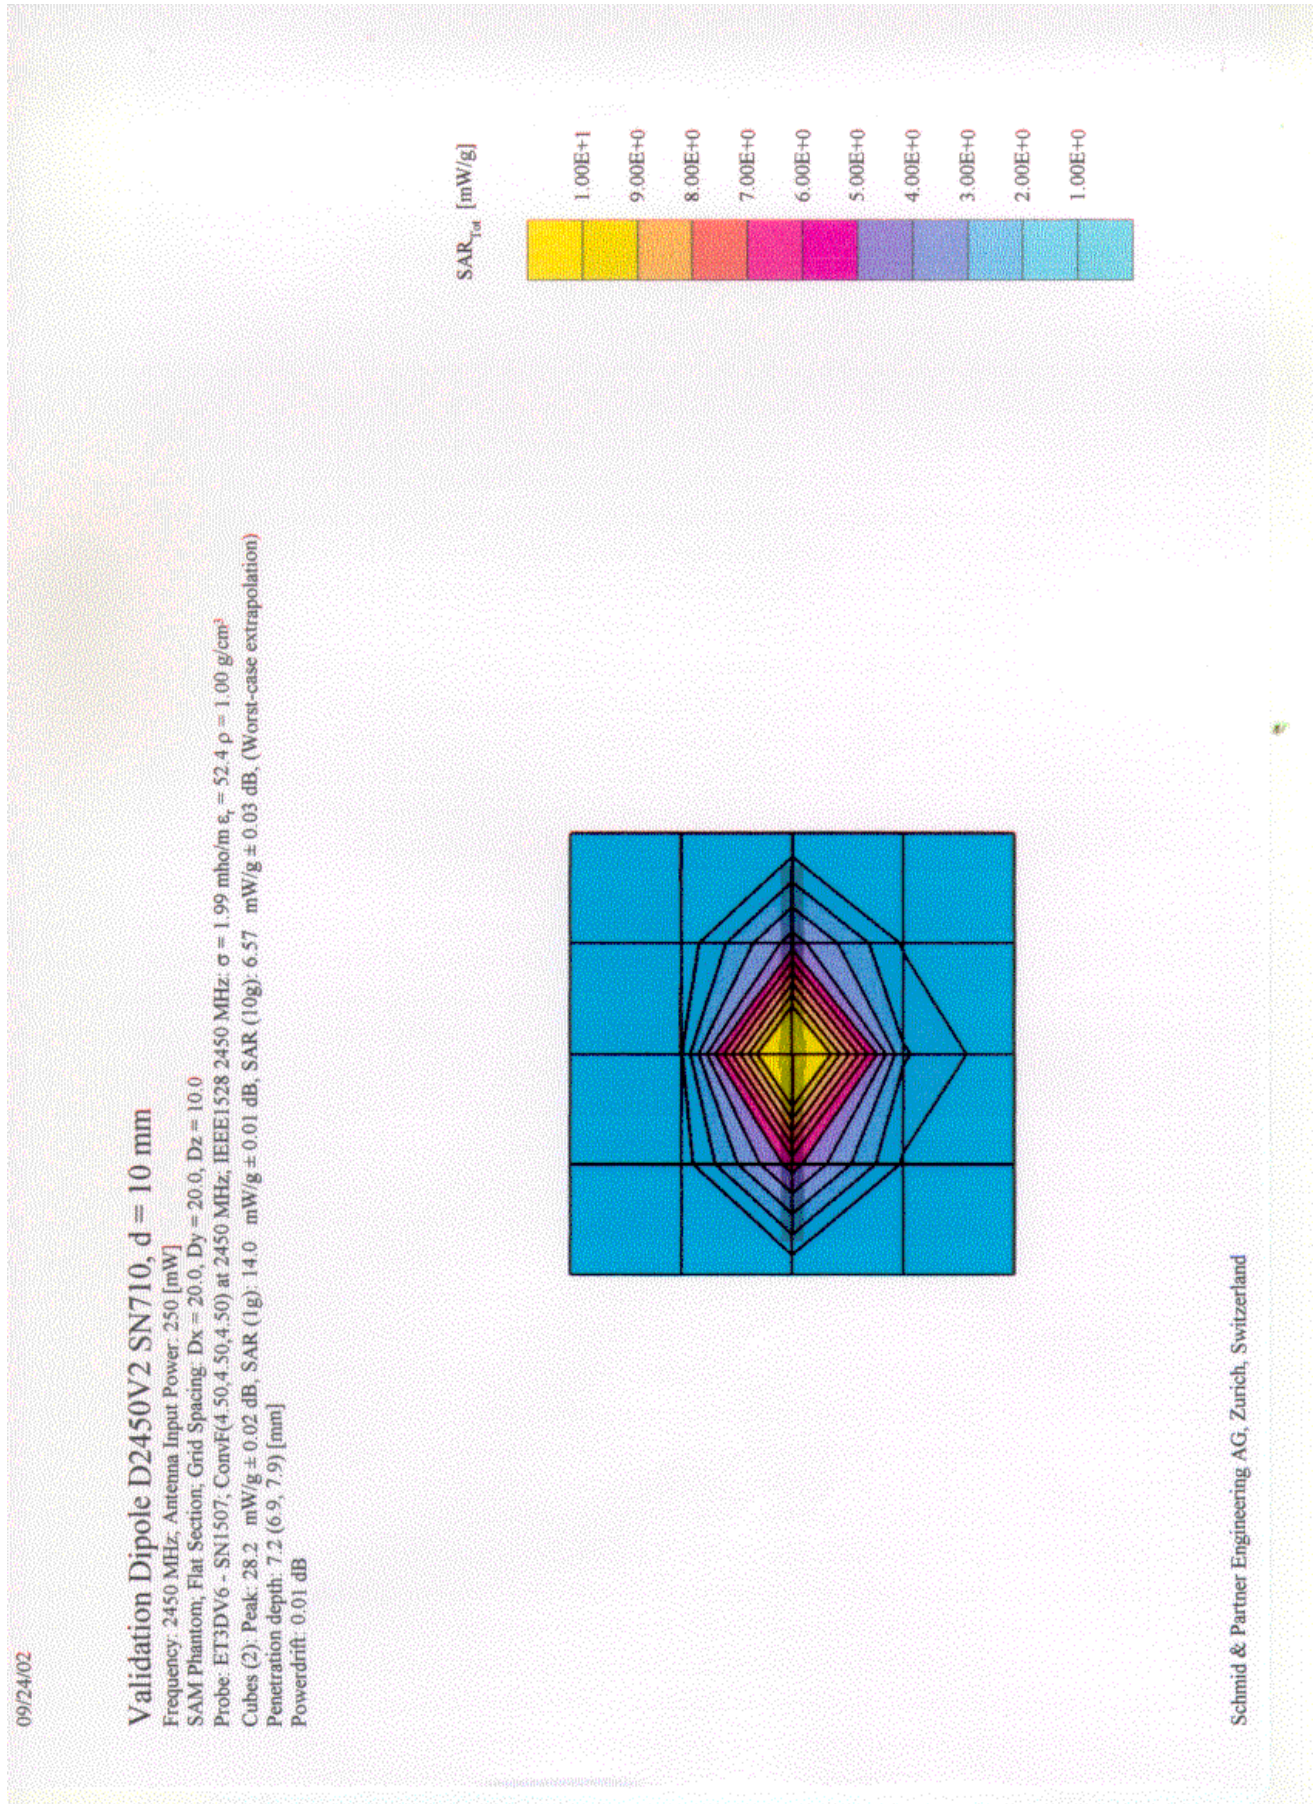 09/24/02
Validation Dipole D2450V2 SN710, d = 10 mm
Frequency: 2450 MHz; Antenna Input Power: 250 [mW]
SAM Phantom; Flat Section; Grid Spacing: Dx = 20.0, Dy = 20.0, Dz = 10.0
Probe: ET3DV6 - SN1507; ConvF(4.50,4.50,4.50) at 2450 MHz; IEEE1528 2450 MHz: σ = 1.99 mho/m εr = 52.4 ρ = 1.00 g/cm³
Cubes (2): Peak: 28.2 mW/g ± 0.02 dB, SAR (1g): 14.0 mW/g ± 0.01 dB, SAR (10g): 6.57 mW/g ± 0.03 dB, (Worst-case extrapolation)
Penetration depth: 7.2 (6.9, 7.9) [mm]
Powerdrift: 0.01 dB
SARTot [mW/g]
1.00E+1
9.00E+0
8.00E+0
7.00E+0
6.00E+0
5.00E+0
4.00E+0
3.00E+0
2.00E+0
1.00E+0
Schmid & Partner Engineering AG, Zurich, Switzerland